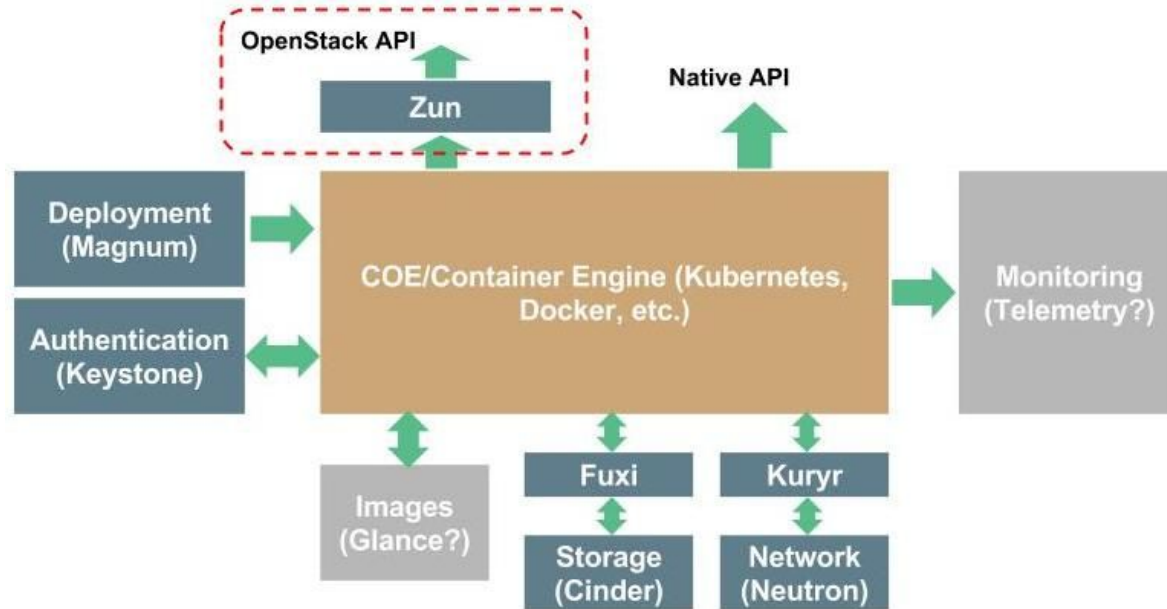 OpenStack API
Zun
Native API
Deployment
(Magnum)
Authentication
(Keystone)
COE/Container Engine (Kubernetes,
Docker, etc.)
Monitoring
(Telemetry?)
Images
(Glance?)
Fuxi
Storage
(Cinder)
Kuryr
Network
(Neutron)